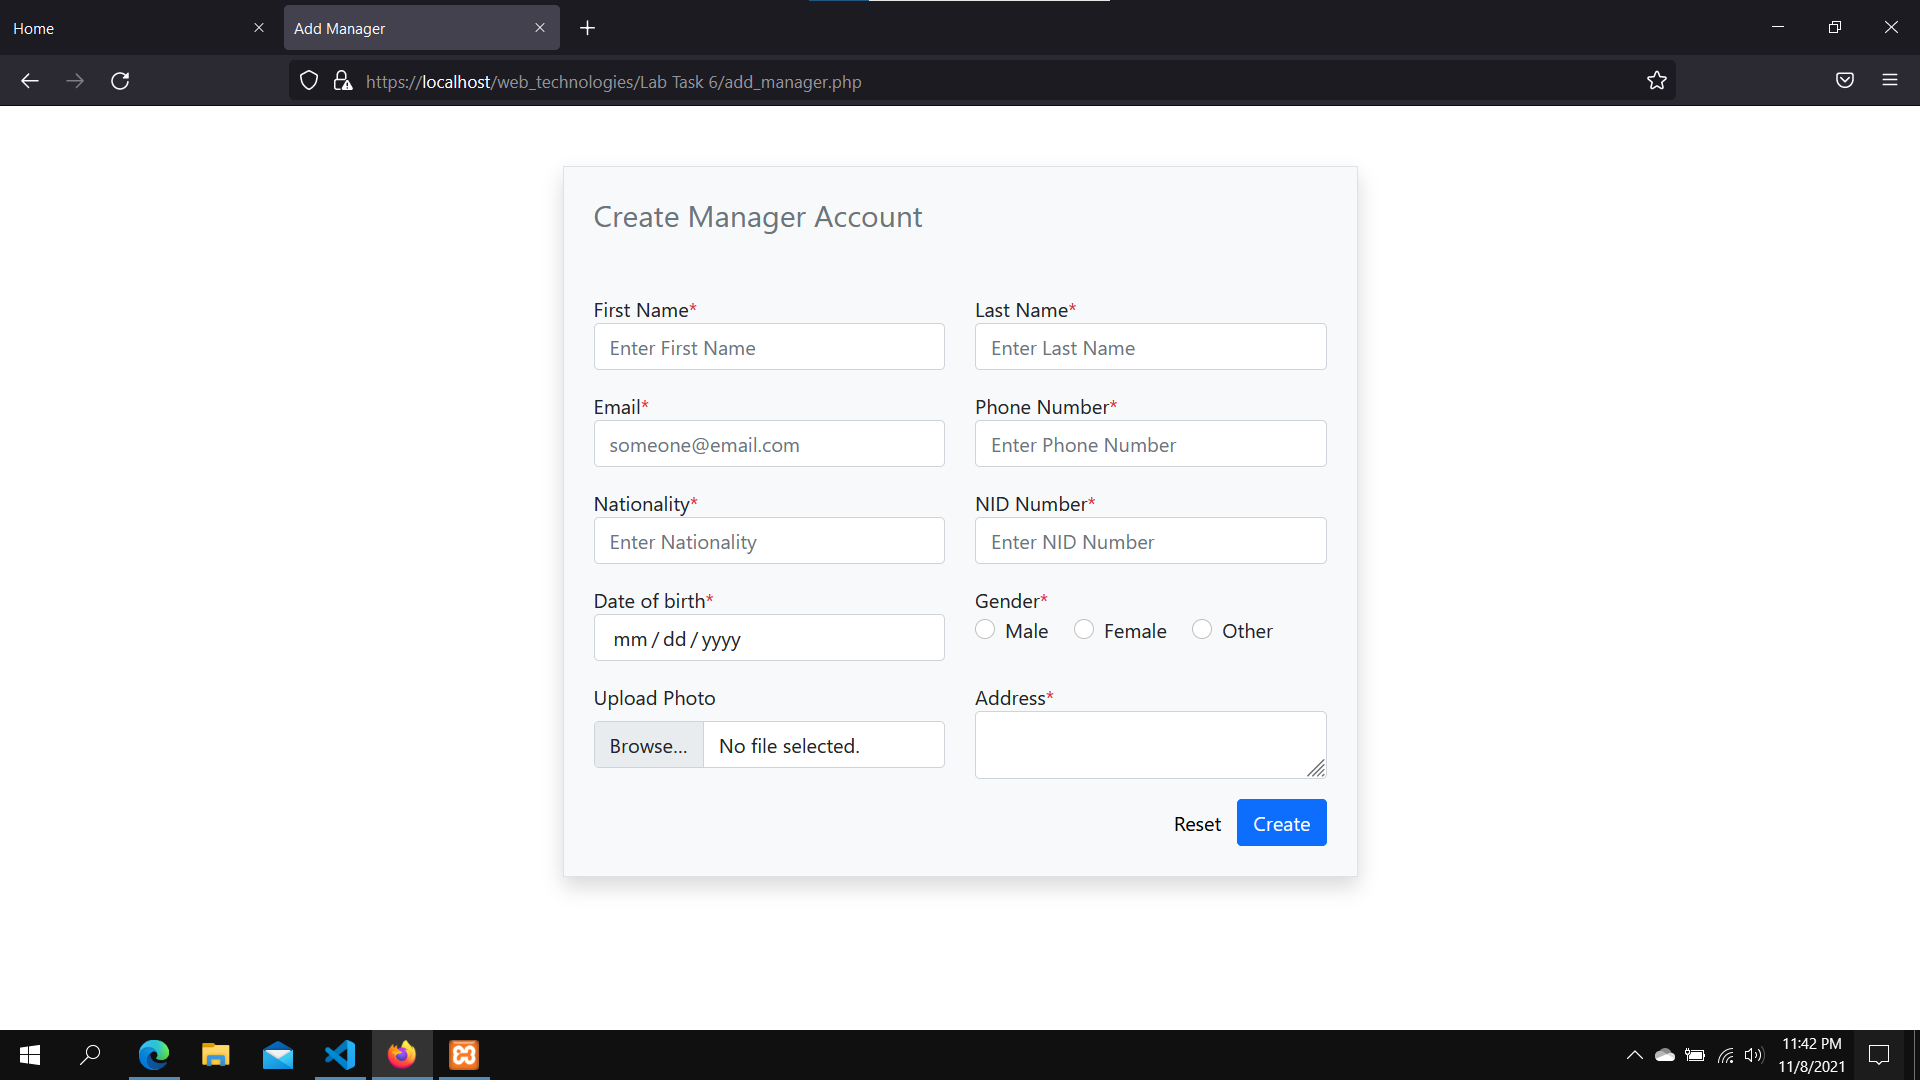 Home
Add Manager
https://localhost/web_technologies/Lab Task 6/add_manager.php
Create Manager Account
First Name* Last Name*
Enter First Name Enter Last Name
Email* Phone Number*
someone@email.com Enter Phone Number
Nationality* NID Number*
Enter Nationality Enter NID Number
Date of birth* Gender*
mm / dd / yyyy Male Female Other
Upload Photo Address*
Browse... No file selected.
Reset Create
11:42 PM
11/8/2021